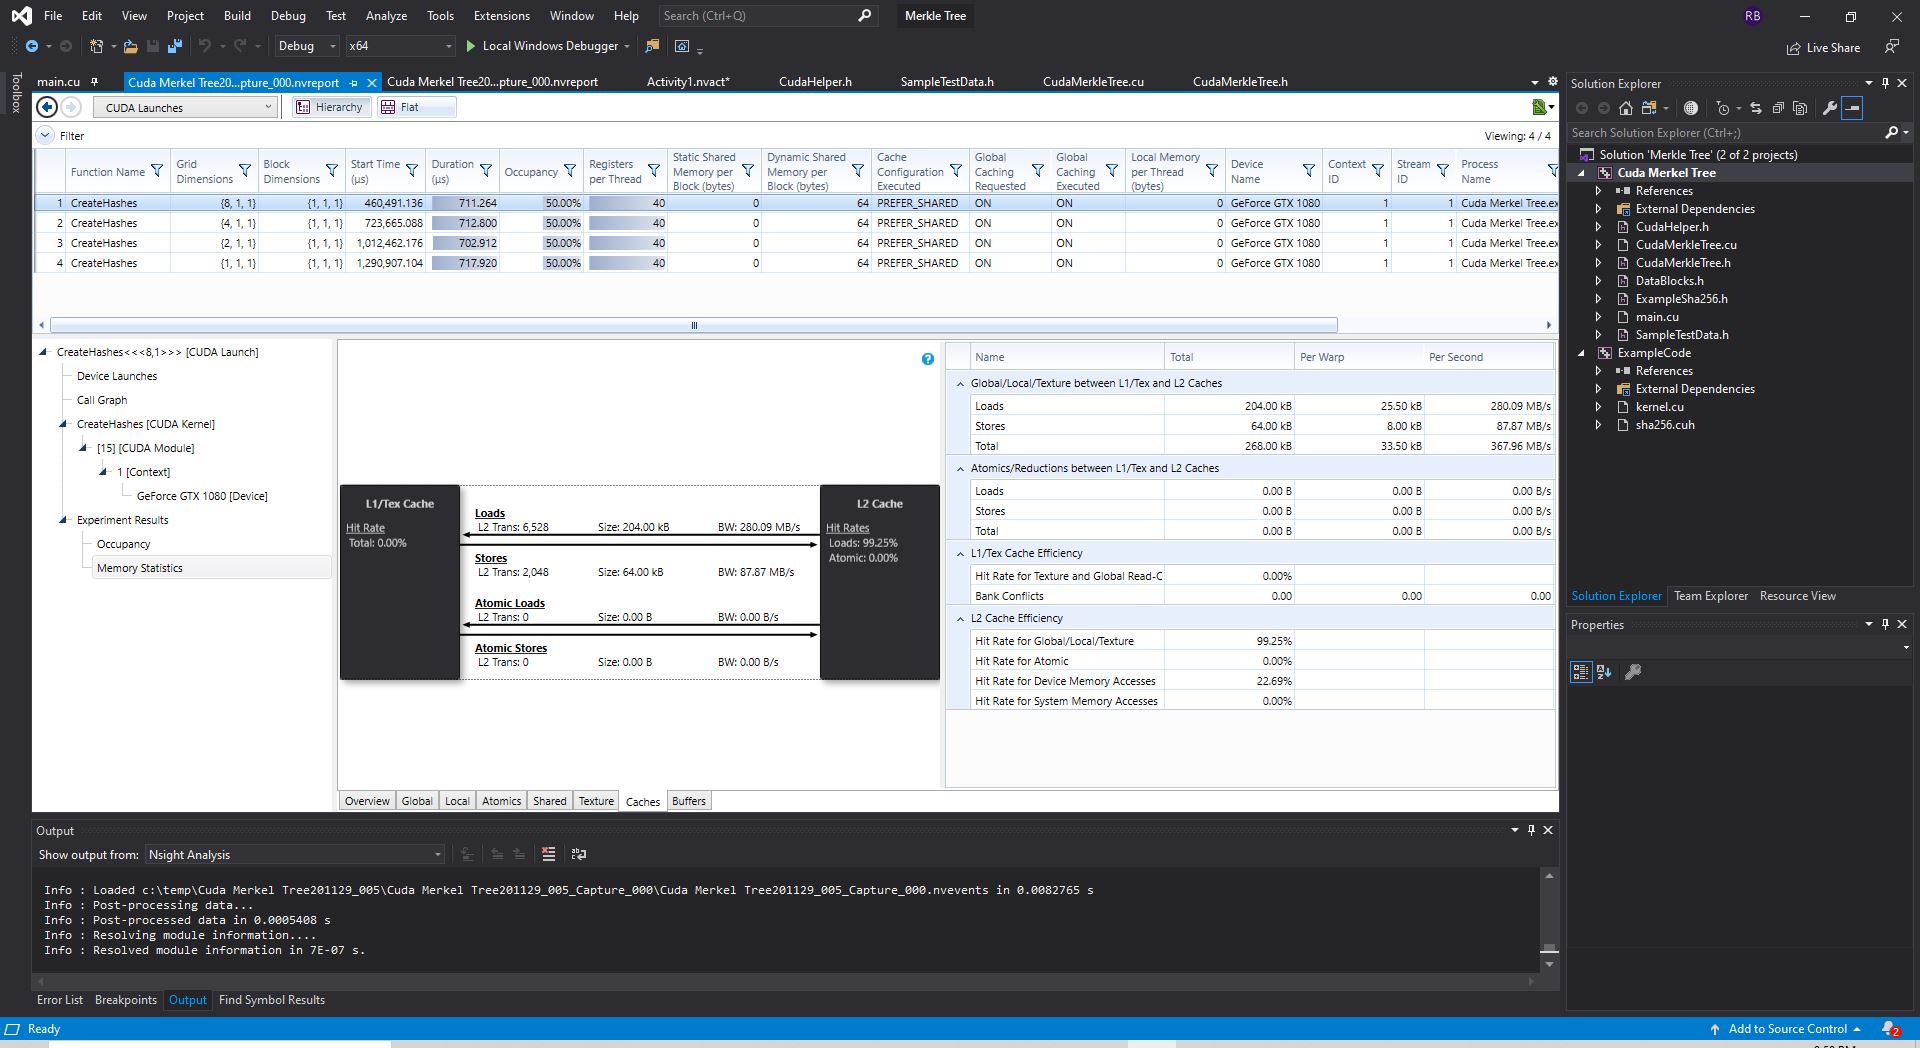 File Edit View Project Build Debug Test Analyze Tools Extensions Window Help Search (Ctrl+Q) Merkle Tree RB
Debug x64 Local Windows Debugger Live Share
Toolbox
main.cu Cuda Merkel Tree20...pture_000.nvreport Cuda Merkel Tree20...pture_000.nvreport Activity1.nvact* CudaHelper.h SampleTestData.h CudaMerkleTree.cu CudaMerkleTree.h
CUDA Launches Hierarchy Flat
Filter Viewing: 4 / 4
Function Name Grid Dimensions Block Dimensions Start Time (µs) Duration (µs) Occupancy Registers per Thread Static Shared Memory per Block (bytes) Dynamic Shared Memory per Block (bytes) Cache Configuration Executed Global Caching Requested Global Caching Executed Local Memory per Thread (bytes) Device Name Context ID Stream ID Process Name
1 CreateHashes {8, 1, 1} {1, 1, 1} 460,491.136 711.264 50.00% 40 0 64 PREFER_SHARED ON ON 0 GeForce GTX 1080 1 1 Cuda Merkel Tree.ex
2 CreateHashes {4, 1, 1} {1, 1, 1} 723,665.088 712.800 50.00% 40 0 64 PREFER_SHARED ON ON 0 GeForce GTX 1080 1 1 Cuda Merkel Tree.ex
3 CreateHashes {2, 1, 1} {1, 1, 1} 1,012,462.176 702.912 50.00% 40 0 64 PREFER_SHARED ON ON 0 GeForce GTX 1080 1 1 Cuda Merkel Tree.ex
4 CreateHashes {1, 1, 1} {1, 1, 1} 1,290,907.104 717.920 50.00% 40 0 64 PREFER_SHARED ON ON 0 GeForce GTX 1080 1 1 Cuda Merkel Tree.ex
CreateHashes<<<8,1>>> [CUDA Launch]
Device Launches
Call Graph
CreateHashes [CUDA Kernel]
[15] [CUDA Module]
1 [Context]
GeForce GTX 1080 [Device]
Experiment Results
Occupancy
Memory Statistics
L1/Tex Cache
Hit Rate
Total: 0.00%
Loads
L2 Trans: 6,528 Size: 204.00 kB BW: 280.09 MB/s
Stores
L2 Trans: 2,048 Size: 64.00 kB BW: 87.87 MB/s
Atomic Loads
L2 Trans: 0 Size: 0.00 B BW: 0.00 B/s
Atomic Stores
L2 Trans: 0 Size: 0.00 B BW: 0.00 B/s
L2 Cache
Hit Rates
Loads: 99.25%
Atomic: 0.00%
Name Total Per Warp Per Second
Global/Local/Texture between L1/Tex and L2 Caches
Loads 204.00 kB 25.50 kB 280.09 MB/s
Stores 64.00 kB 8.00 kB 87.87 MB/s
Total 268.00 kB 33.50 kB 367.96 MB/s
Atomics/Reductions between L1/Tex and L2 Caches
Loads 0.00 B 0.00 B 0.00 B/s
Stores 0.00 B 0.00 B 0.00 B/s
Total 0.00 B 0.00 B 0.00 B/s
L1/Tex Cache Efficiency
Hit Rate for Texture and Global Read-C 0.00%
Bank Conflicts 0.00 0.00 0.00
L2 Cache Efficiency
Hit Rate for Global/Local/Texture 99.25%
Hit Rate for Atomic 0.00%
Hit Rate for Device Memory Accesses 22.69%
Hit Rate for System Memory Accesses 0.00%
Overview Global Local Atomics Shared Texture Caches Buffers
Output
Show output from: Nsight Analysis
Info : Loaded c:\temp\Cuda Merkel Tree201129_005\Cuda Merkel Tree201129_005_Capture_000\Cuda Merkel Tree201129_005_Capture_000.nvevents in 0.0082765 s
Info : Post-processing data...
Info : Post-processed data in 0.0005408 s
Info : Resolving module information....
Info : Resolved module information in 7E-07 s.
Error List Breakpoints Output Find Symbol Results
Solution Explorer
Search Solution Explorer (Ctrl+;)
Solution 'Merkle Tree' (2 of 2 projects)
Cuda Merkel Tree
References
External Dependencies
CudaHelper.h
CudaMerkleTree.cu
CudaMerkleTree.h
DataBlocks.h
ExampleSha256.h
main.cu
SampleTestData.h
ExampleCode
References
External Dependencies
kernel.cu
sha256.cuh
Solution Explorer Team Explorer Resource View
Properties
Ready Add to Source Control 2